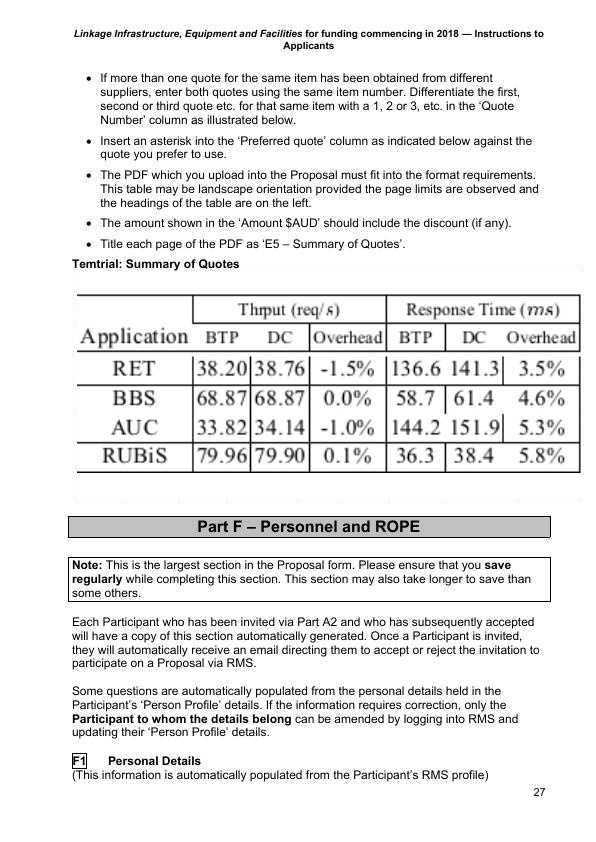 Linkage Infrastructure, Equipment and Facilities for funding commencing in 2018 — Instructions to
Applicants
• If more than one quote for the same item has been obtained from different
suppliers, enter both quotes using the same item number. Differentiate the first,
second or third quote etc. for that same item with a 1, 2 or 3, etc. in the ‘Quote
Number’ column as illustrated below.
• Insert an asterisk into the ‘Preferred quote’ column as indicated below against the
quote you prefer to use.
• The PDF which you upload into the Proposal must fit into the format requirements.
This table may be landscape orientation provided the page limits are observed and
the headings of the table are on the left.
• The amount shown in the ‘Amount $AUD’ should include the discount (if any).
• Title each page of the PDF as ‘E5 – Summary of Quotes’.
Temtrial: Summary of Quotes
Thrput (req/s) Response Time (ms)
Application BTP DC Overhead BTP DC Overhead
RET 38.20 38.76 -1.5% 136.6 141.3 3.5%
BBS 68.87 68.87 0.0% 58.7 61.4 4.6%
AUC 33.82 34.14 -1.0% 144.2 151.9 5.3%
RUBiS 79.96 79.90 0.1% 36.3 38.4 5.8%
Part F – Personnel and ROPE
Note: This is the largest section in the Proposal form. Please ensure that you save
regularly while completing this section. This section may also take longer to save than
some others.
Each Participant who has been invited via Part A2 and who has subsequently accepted
will have a copy of this section automatically generated. Once a Participant is invited,
they will automatically receive an email directing them to accept or reject the invitation to
participate on a Proposal via RMS.
Some questions are automatically populated from the personal details held in the
Participant’s ‘Person Profile’ details. If the information requires correction, only the
Participant to whom the details belong can be amended by logging into RMS and
updating their ‘Person Profile’ details.
F1 Personal Details
(This information is automatically populated from the Participant’s RMS profile)
27